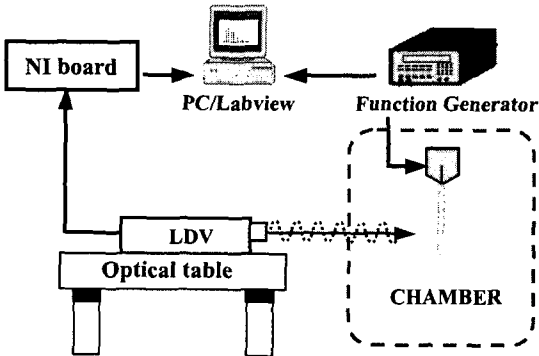 NI board
PC/Labview
Function Generator
LDV
Optical table
CHAMBER